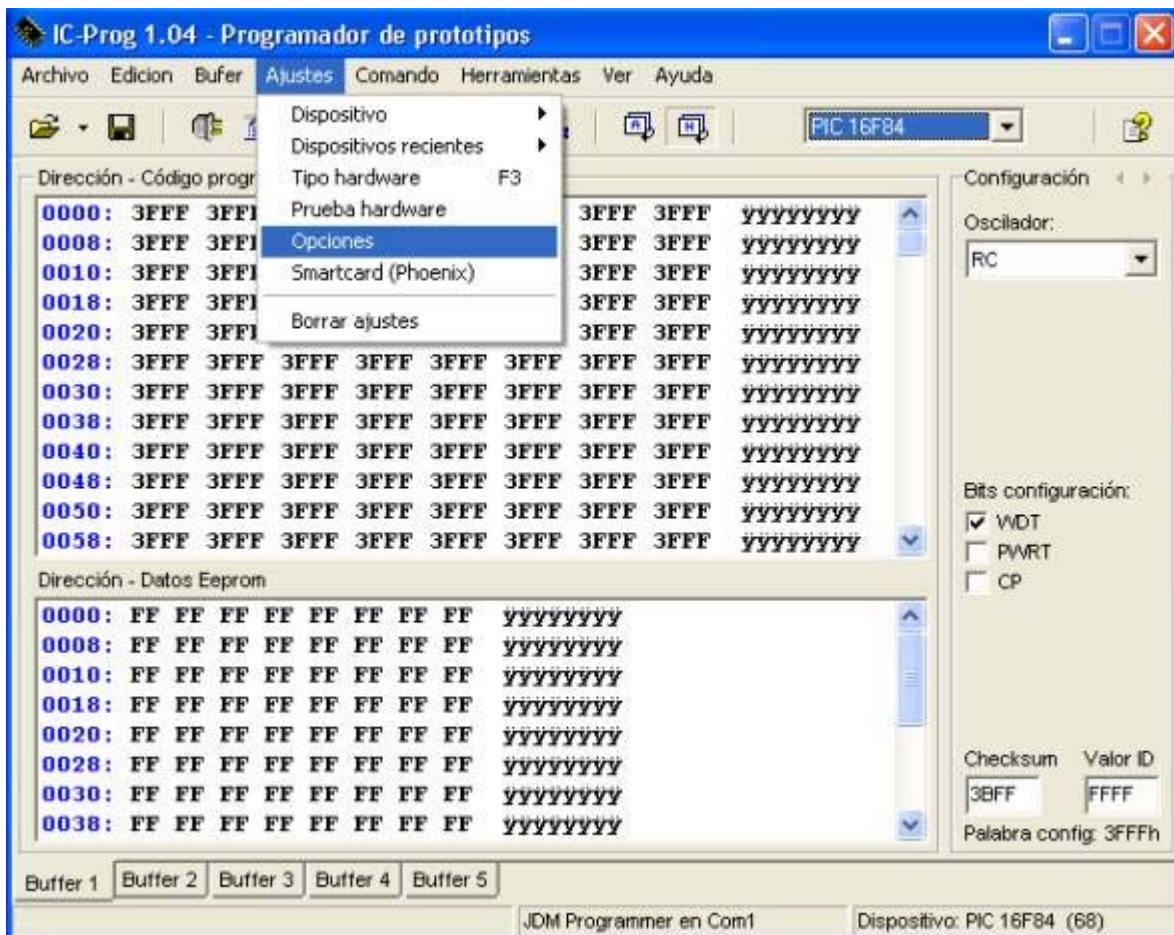 IC-Prog 1.04 - Programador de prototipos
Archivo Edicion Bufer Ajustes Comando Herramientas Ver Ayuda
PIC 16F84
Dispositivo
Dispositivos recientes
Tipo hardware F3
Prueba hardware
Opciones
Smartcard (Phoenix)
Borrar ajustes
Dirección - Código progr
0000: 3FFF 3FF 3FFF 3FFF ÿÿÿÿÿÿÿÿ
0008: 3FFF 3FF 3FFF 3FFF ÿÿÿÿÿÿÿÿ
0010: 3FFF 3FF 3FFF 3FFF ÿÿÿÿÿÿÿÿ
0018: 3FFF 3FF 3FFF 3FFF ÿÿÿÿÿÿÿÿ
0020: 3FFF 3FF 3FFF 3FFF ÿÿÿÿÿÿÿÿ
0028: 3FFF 3FFF 3FFF 3FFF 3FFF 3FFF 3FFF 3FFF ÿÿÿÿÿÿÿÿ
0030: 3FFF 3FFF 3FFF 3FFF 3FFF 3FFF 3FFF 3FFF ÿÿÿÿÿÿÿÿ
0038: 3FFF 3FFF 3FFF 3FFF 3FFF 3FFF 3FFF 3FFF ÿÿÿÿÿÿÿÿ
0040: 3FFF 3FFF 3FFF 3FFF 3FFF 3FFF 3FFF 3FFF ÿÿÿÿÿÿÿÿ
0048: 3FFF 3FFF 3FFF 3FFF 3FFF 3FFF 3FFF 3FFF ÿÿÿÿÿÿÿÿ
0050: 3FFF 3FFF 3FFF 3FFF 3FFF 3FFF 3FFF 3FFF ÿÿÿÿÿÿÿÿ
0058: 3FFF 3FFF 3FFF 3FFF 3FFF 3FFF 3FFF 3FFF ÿÿÿÿÿÿÿÿ
Dirección - Datos Eeprom
0000: FF FF FF FF FF FF FF FF ÿÿÿÿÿÿÿÿ
0008: FF FF FF FF FF FF FF FF ÿÿÿÿÿÿÿÿ
0010: FF FF FF FF FF FF FF FF ÿÿÿÿÿÿÿÿ
0018: FF FF FF FF FF FF FF FF ÿÿÿÿÿÿÿÿ
0020: FF FF FF FF FF FF FF FF ÿÿÿÿÿÿÿÿ
0028: FF FF FF FF FF FF FF FF ÿÿÿÿÿÿÿÿ
0030: FF FF FF FF FF FF FF FF ÿÿÿÿÿÿÿÿ
0038: FF FF FF FF FF FF FF FF ÿÿÿÿÿÿÿÿ
Configuración
Oscilador:
RC
Bits configuración:
WDT
PWRT
CP
Checksum Valor ID
3BFF FFFF
Palabra config: 3FFFh
Buffer 1 Buffer 2 Buffer 3 Buffer 4 Buffer 5
JDM Programmer en Com1 Dispositivo: PIC 16F84 (68)